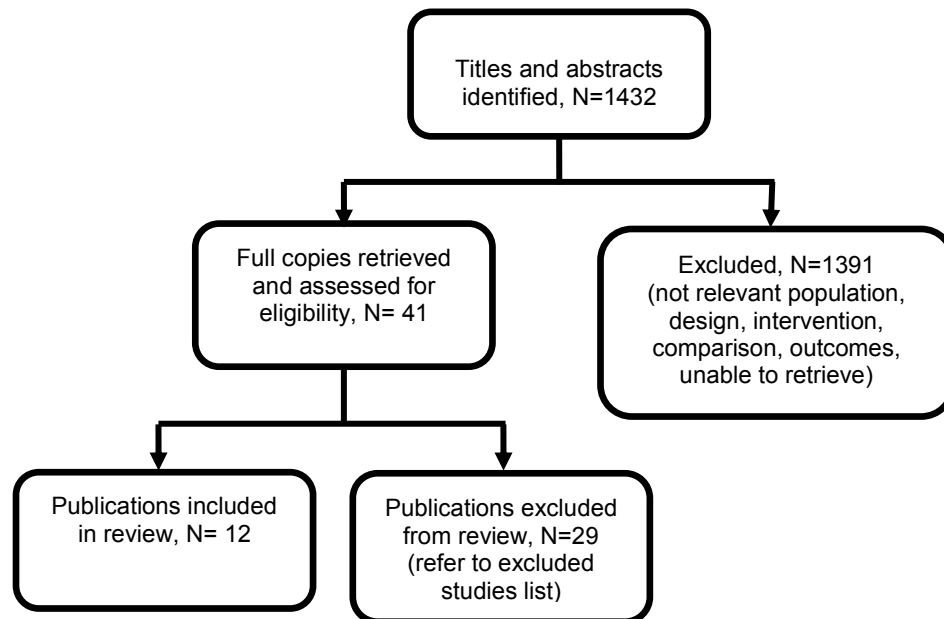 Titles and abstracts
identified, N=1432
Full copies retrieved
and assessed for
eligibility, N= 41
Excluded, N=1391
(not relevant population,
design, intervention,
comparison, outcomes,
unable to retrieve)
Publications included
in review, N= 12
Publications excluded
from review, N=29
(refer to excluded
studies list)